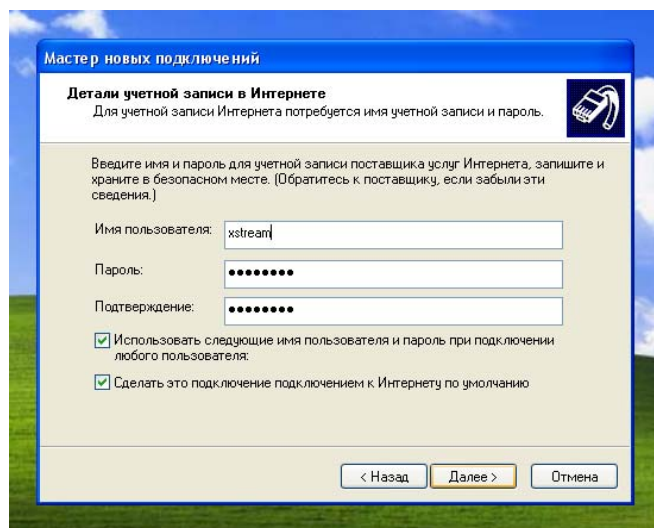 Мастер новых подключений
Детали учетной записи в Интернете
Для учетной записи Интернета потребуется имя учетной записи и пароль.
Введите имя и пароль для учетной записи поставщика услуг Интернета, запишите и
храните в безопасном месте. (Обратитесь к поставщику, если забыли эти
сведения.)
Имя пользователя: xstream
Пароль: ••••••••
Подтверждение: ••••••••
Использовать следующие имя пользователя и пароль при подключении
любого пользователя:
Сделать это подключение подключением к Интернету по умолчанию
< Назад Далее > Отмена